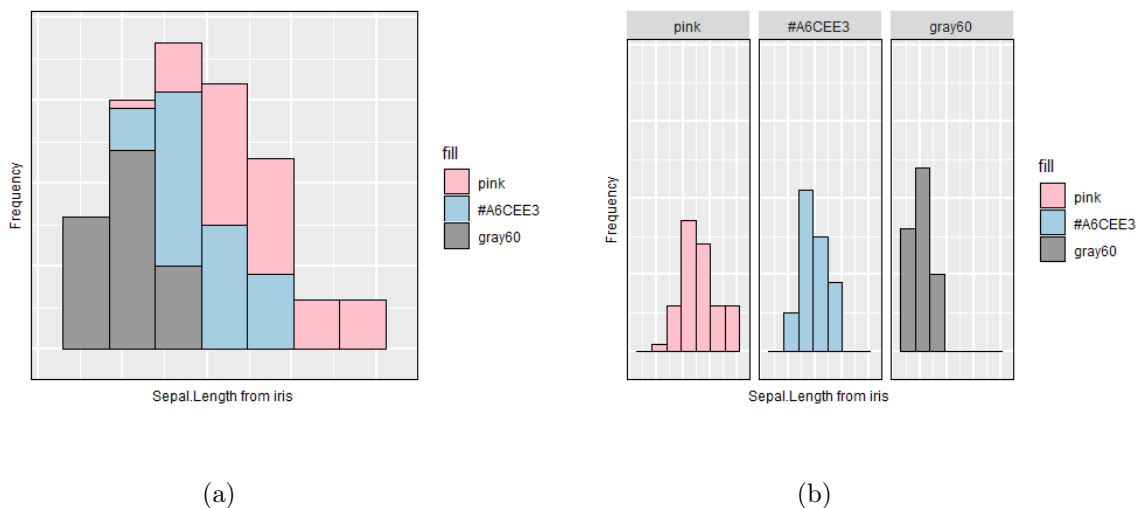 Frequency
Sepal.Length from iris
fill
pink
#A6CEE3
gray60
(a)
pink #A6CEE3 gray60
Frequency
Sepal.Length from iris
fill
pink
#A6CEE3
gray60
(b)